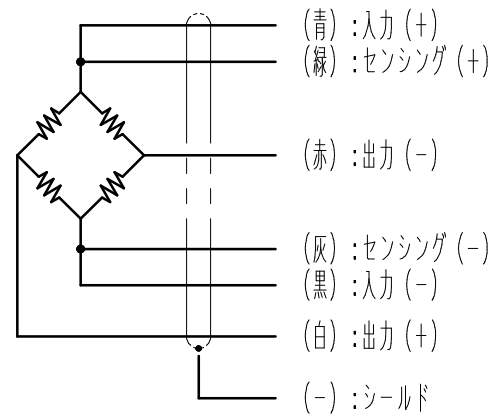 (青) :入力 (+)
(緑) :センシング (+)
(赤) :出力 (-)
(灰) :センシング (-)
(黒) :入力 (-)
(白) :出力 (+)
(-) :シールド